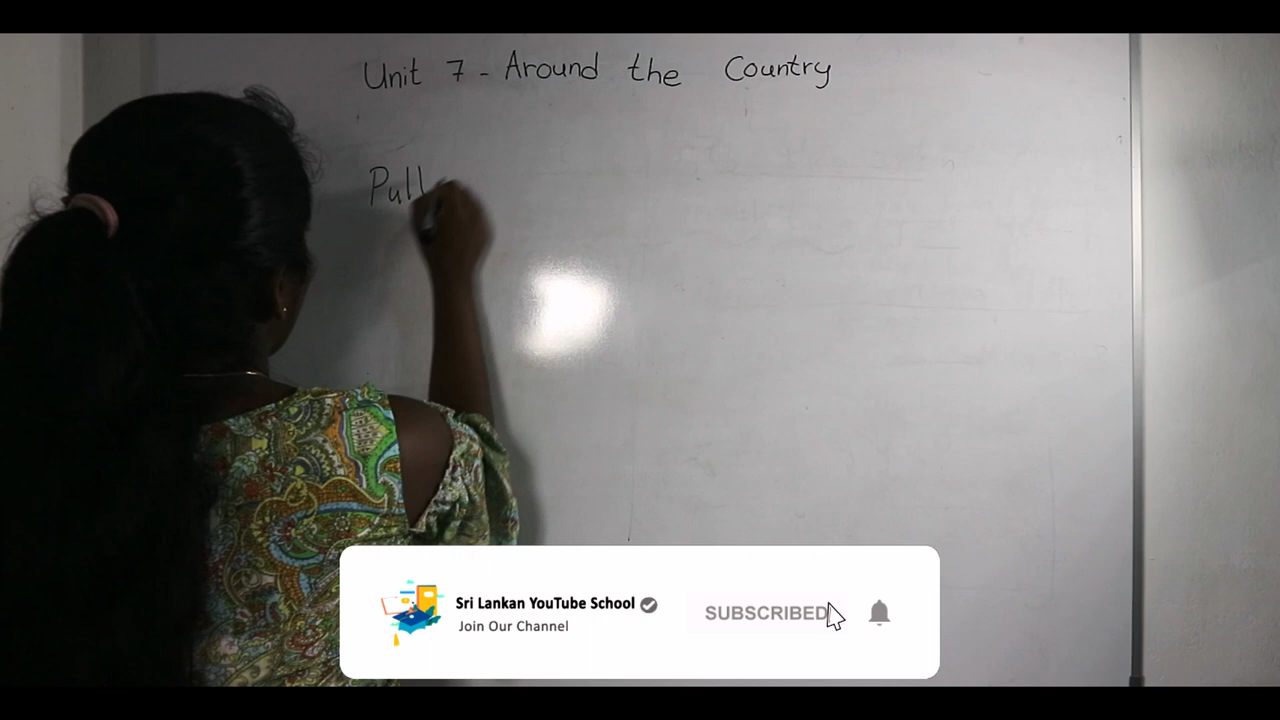 Unit 7 - Around the Country
Pull
Sri Lankan YouTube School
Join Our Channel
SUBSCRIBED